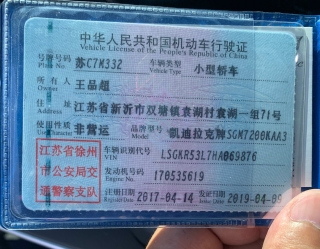 中华人民共和国机动车行驶证
Vehicle License of the People's Republic of China
号牌号码 苏C7M332 车辆类型 小型轿车
Plate No. Vehicle Type
所有人 王品超
Owner
住址 江苏省新沂市双塘镇袁湖村袁湖一组71号
Address
使用性质 非营运 品牌型号 凯迪拉克牌SGM7200KAA3
Use Character Model
江苏省徐州
市公安局交
通警察支队
车辆识别代号 LSGKR53L7HA069876
VIN
发动机号码 170535619
Engine No.
注册日期 2017-04-14 发证日期 2019-04-09
Register Date Issue Date